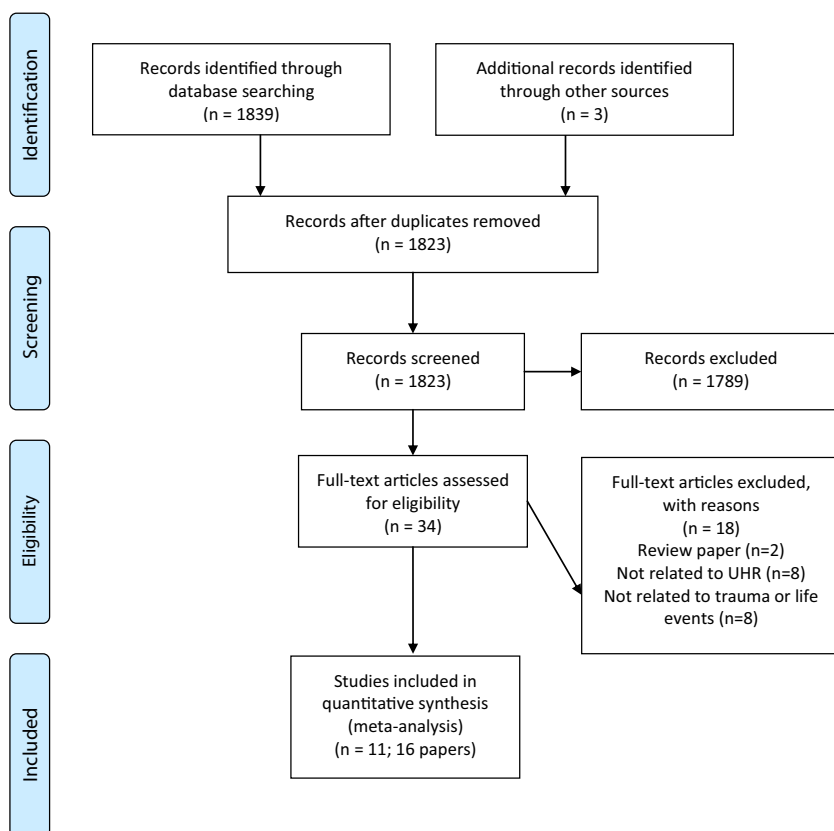 Identification
Records identified through
database searching
(n = 1839)
Additional records identified
through other sources
(n = 3)
Records after duplicates removed
(n = 1823)
Screening
Records screened
(n = 1823)
Records excluded
(n = 1789)
Eligibility
Full-text articles assessed
for eligibility
(n = 34)
Full-text articles excluded,
with reasons
(n = 18)
Review paper (n=2)
Not related to UHR (n=8)
Not related to trauma or life
events (n=8)
Included
Studies included in
quantitative synthesis
(meta-analysis)
(n = 11; 16 papers)